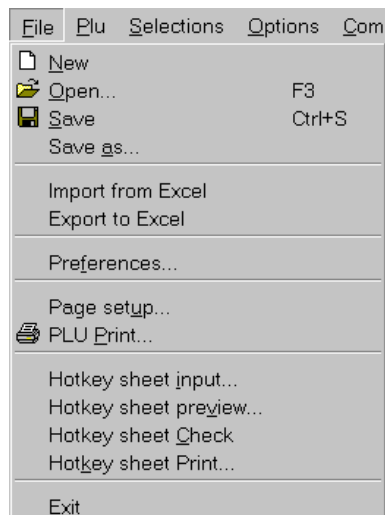 File Plu Selections Options Com
New
Open... F3
Save Ctrl+S
Save as...
Import from Excel
Export to Excel
Preferences...
Page setup...
PLU Print...
Hotkey sheet input...
Hotkey sheet preview...
Hotkey sheet Check
Hotkey sheet Print...
Exit